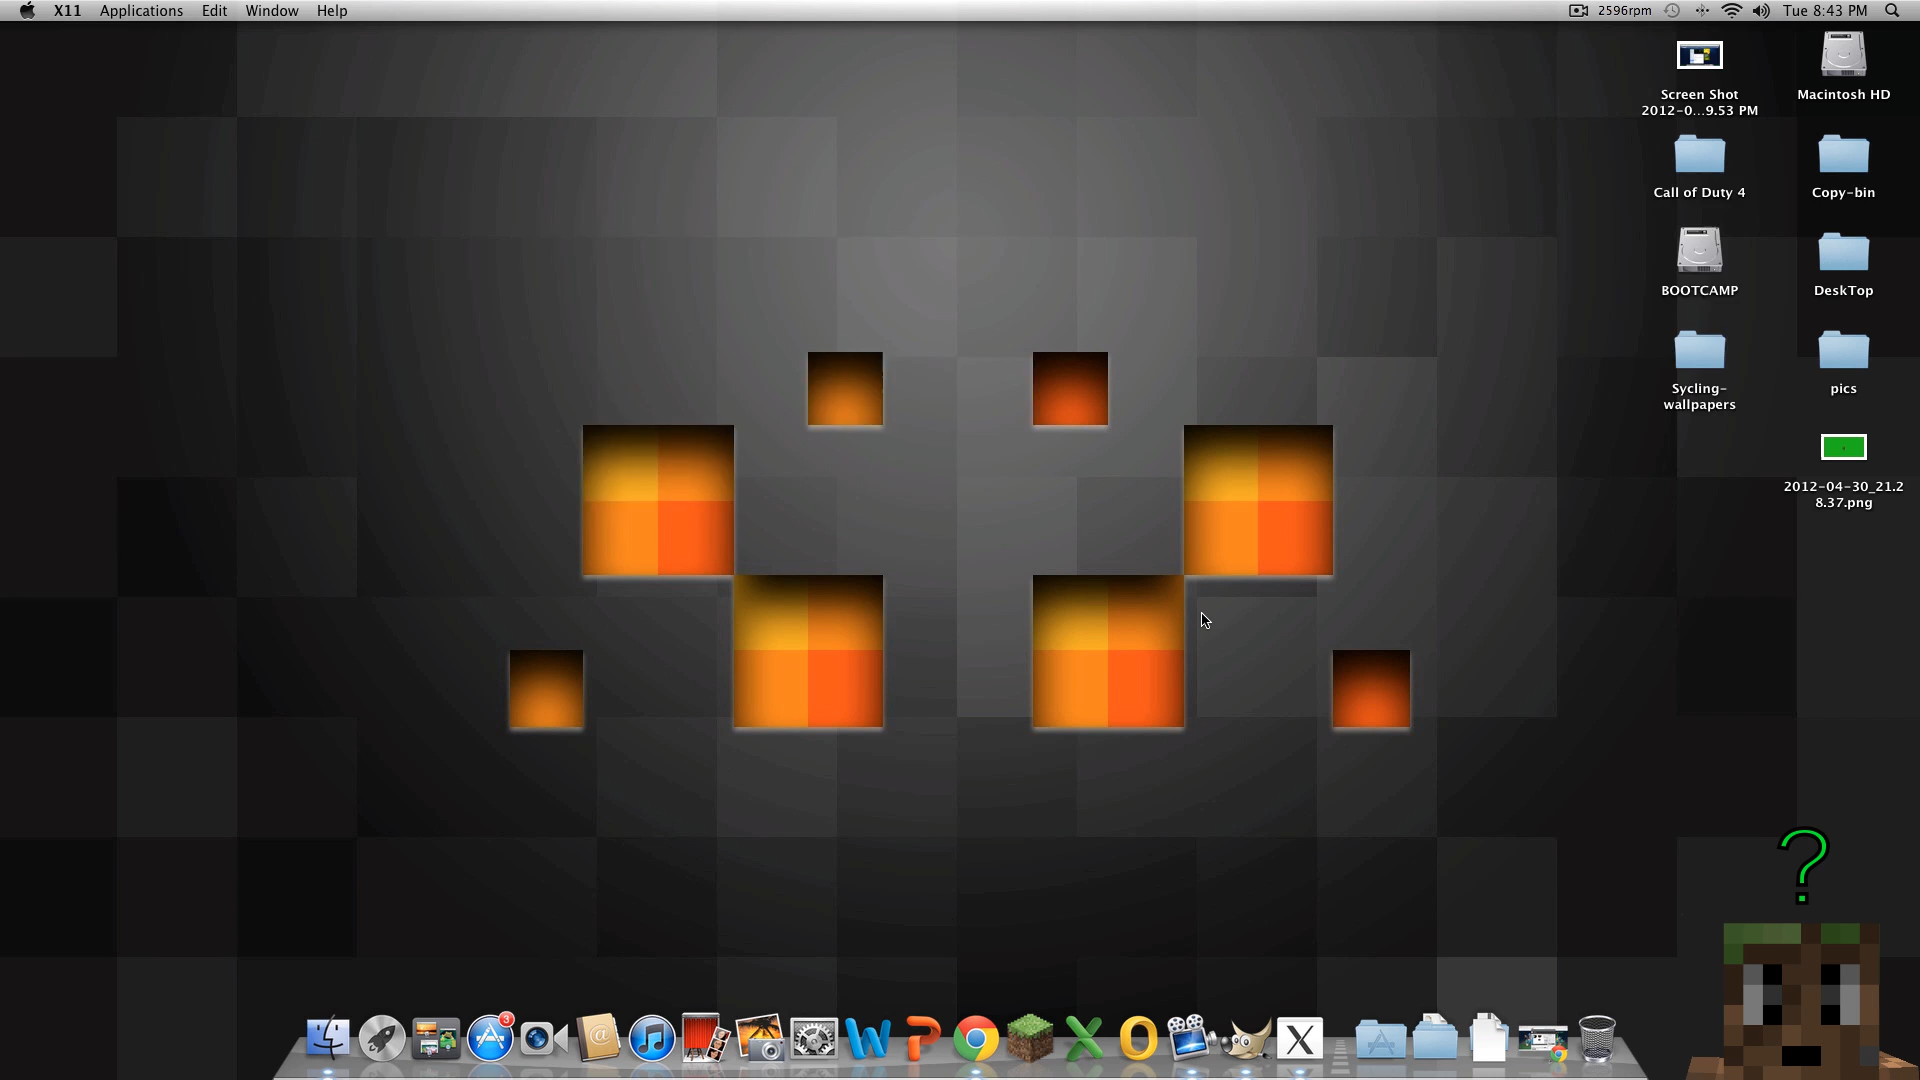 X11 Applications Edit Window Help
2596rpm Tue 8:43 PM
Screen Shot
2012-0...9.53 PM
Macintosh HD
Call of Duty 4
Copy-bin
BOOTCAMP
DeskTop
Sycling-
wallpapers
pics
2012-04-30_21.2
8.37.png
?
3